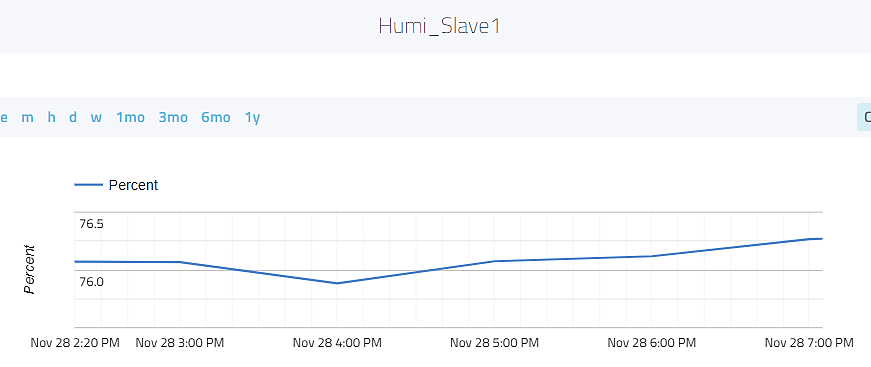 Humi_Slave1
e m h d w 1mo 3mo 6mo 1y
Percent
76.5
Percent
76.0
Nov 28 2:20 PM Nov 28 3:00 PM Nov 28 4:00 PM Nov 28 5:00 PM Nov 28 6:00 PM Nov 28 7:00 PM